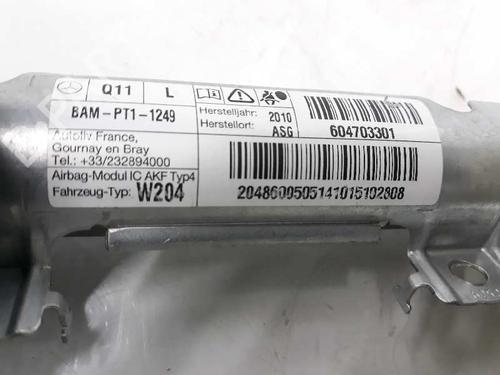 Q11 L
BAM-PT1-1249
Herstelljahr: 2010
Herstellort: ASG
604703301
Autoliv France,
Gournay en Bray
Tel.: +33/232894000
Airbag-Modul IC AKF Typ4
Fahrzeug-Typ: W204
2048600505141015102808